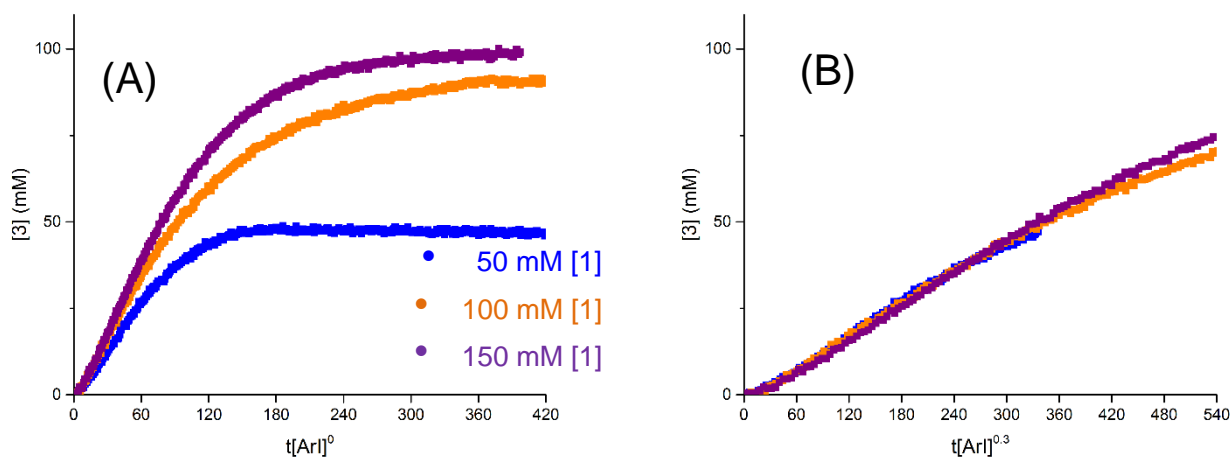 (A)
[3] (mM)
100
50
0
0 60 120 180 240 300 360 420
t[ArI]⁰
50 mM [1]
100 mM [1]
150 mM [1]
(B)
[3] (mM)
100
50
0
0 60 120 180 240 300 360 420 480 540
t[ArI]⁰·³